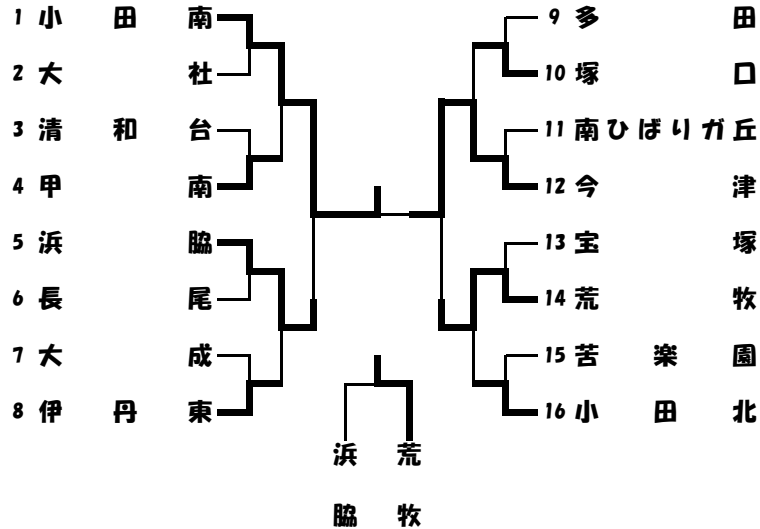 1 小田南
2 大社
3 清和台
4 甲南
5 浜脇
6 長尾
7 大成
8 伊丹東
9 多田
10 塚口
11 南ひばりガ丘
12 今津
13 宝塚
14 荒牧
15 苦楽園
16 小田北
浜脇
荒牧